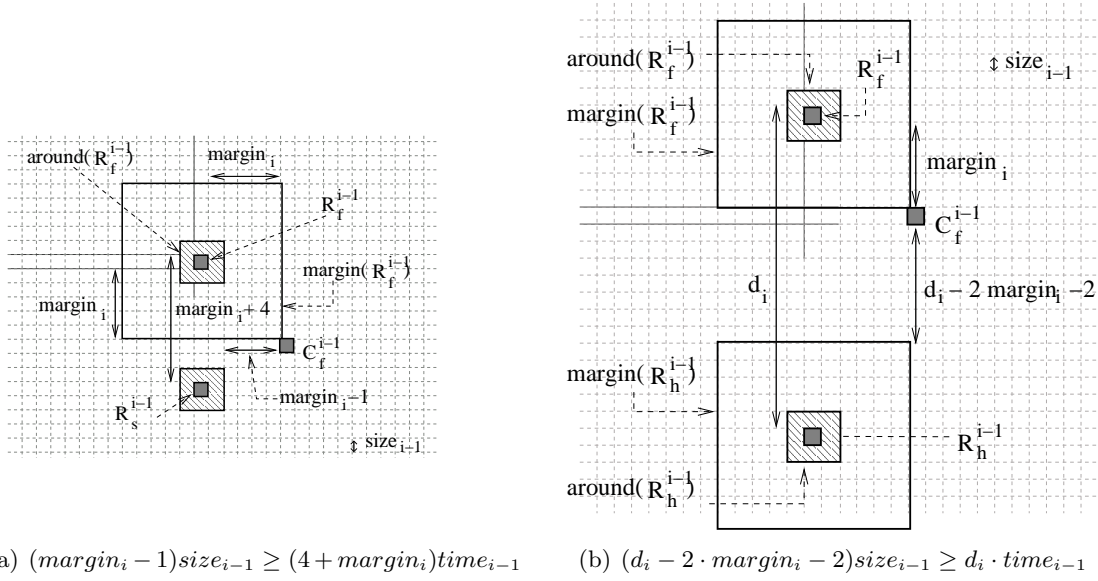 around( R_f^{i–1})
margin_i
R_f^{i–1}
margin( R_f^{i–1})
margin_i
margin_i + 4
C_f^{i–1}
margin_i –1
R_s^{i–1}
size_{i–1}
a) (margin_i − 1)size_{i−1} ≥ (4 + margin_i)time_{i−1}
around( R_f^{i–1})
R_f^{i–1}
size_{i–1}
margin( R_f^{i–1})
margin_i
C_f^{i–1}
d_i
d_i – 2 margin_i –2
margin( R_h^{i–1})
R_h^{i–1}
around( R_h^{i–1})
(b) (d_i − 2 · margin_i − 2)size_{i−1} ≥ d_i · time_{i−1}